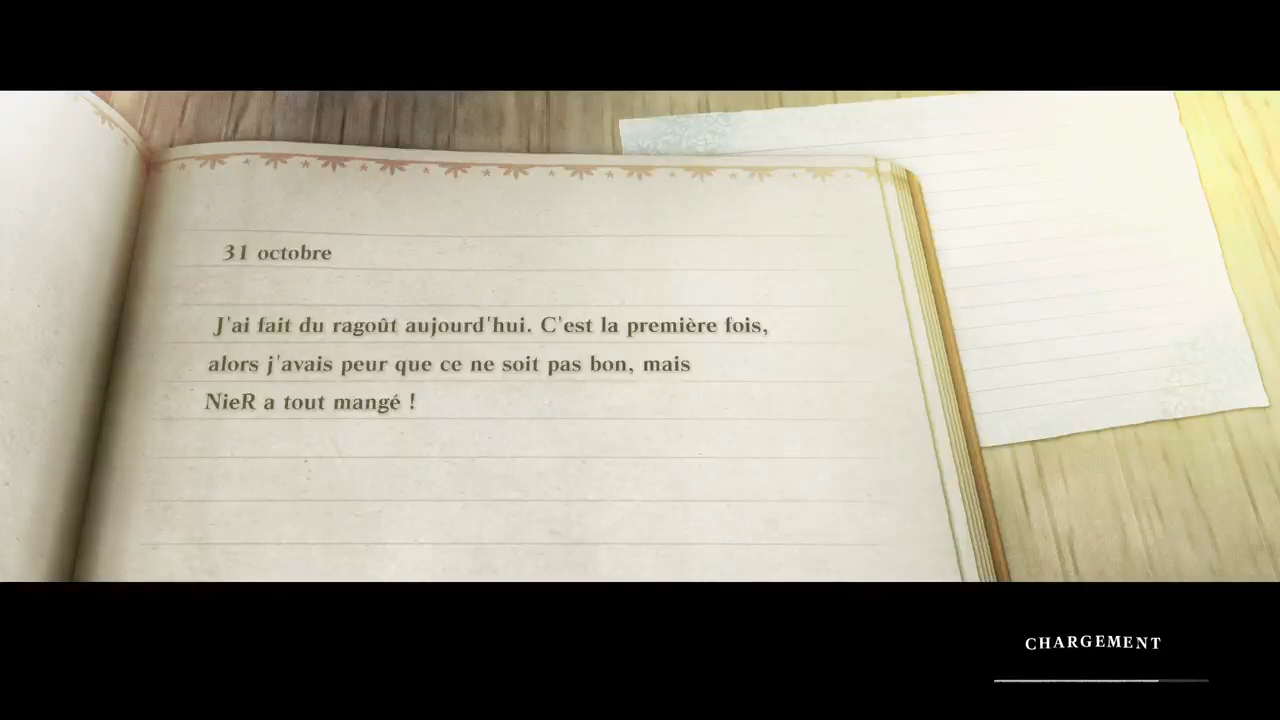 31 octobre
J'ai fait du ragoût aujourd'hui. C'est la première fois,
alors j'avais peur que ce ne soit pas bon, mais
NieR a tout mangé !
CHARGEMENT